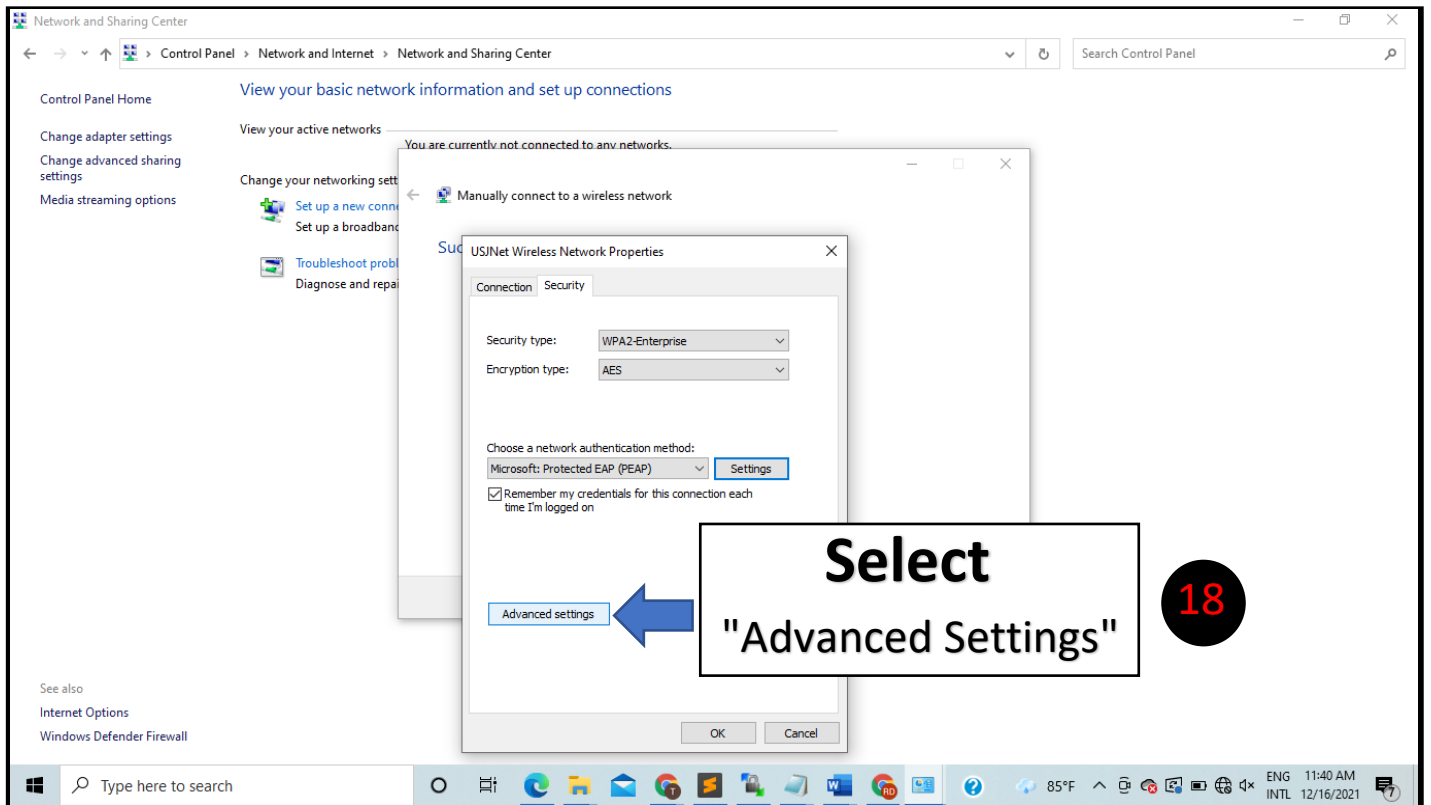 Network and Sharing Center
Control Panel > Network and Internet > Network and Sharing Center
Search Control Panel
Control Panel Home
Change adapter settings
Change advanced sharing
settings
Media streaming options
See also
Internet Options
Windows Defender Firewall
View your basic network information and set up connections
View your active networks
You are currently not connected to any networks.
Change your networking sett
Set up a new conne
Set up a broadband
Troubleshoot probl
Diagnose and repai
Manually connect to a wireless network
Suc
USJNet Wireless Network Properties
Connection
Security
Security type: WPA2-Enterprise
Encryption type: AES
Choose a network authentication method:
Microsoft: Protected EAP (PEAP)
Settings
Remember my credentials for this connection each
time I'm logged on
Advanced settings
Select
"Advanced Settings"
18
OK
Cancel
Type here to search
85°F
ENG
INTL
11:40 AM
12/16/2021
7